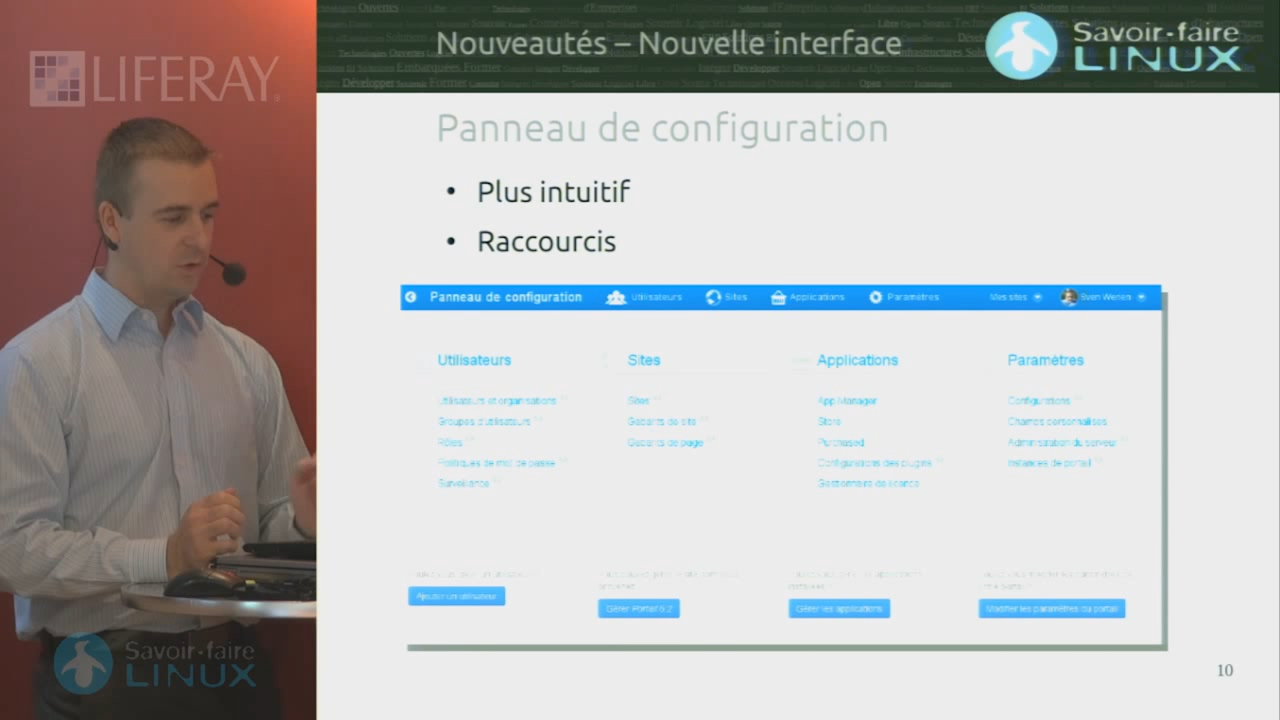 LIFERAY
Nouveautés – Nouvelle interface
Savoir-faire
LINUX
Panneau de configuration
• Plus intuitif
• Raccourcis
Panneau de configuration Utilisateurs Sites Applications Paramètres Mes sites Sven Werlen
Utilisateurs Sites Applications Paramètres
Utilisateurs et organisations Sites App Manager Configurations
Groupes d'utilisateurs Gabarits de site Store Champs personnalisés
Rôles Gabarits de page Purchased Administration du serveur
Politiques de mot de passe Configurations des plugins Instances de portail
Surveillance Gestionnaire de licence
Ajouter un utilisateur Gérer Portail 6.2 Gérer les applications Modifier les paramètres du portail
Savoir-faire
LINUX
10